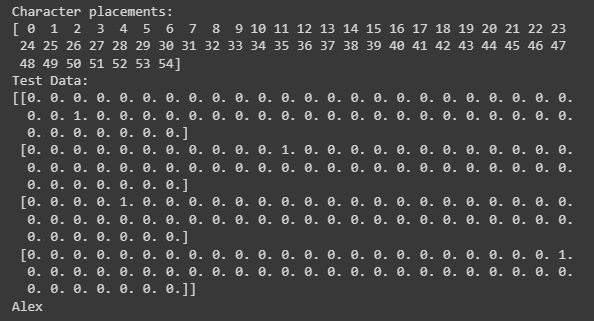 Character placements:
[ 0 1 2 3 4 5 6 7 8 9 10 11 12 13 14 15 16 17 18 19 20 21 22 23
24 25 26 27 28 29 30 31 32 33 34 35 36 37 38 39 40 41 42 43 44 45 46 47
48 49 50 51 52 53 54]
Test Data:
[[0. 0. 0. 0. 0. 0. 0. 0. 0. 0. 0. 0. 0. 0. 0. 0. 0. 0. 0. 0. 0. 0. 0. 0.
0. 0. 1. 0. 0. 0. 0. 0. 0. 0. 0. 0. 0. 0. 0. 0. 0. 0. 0. 0. 0. 0. 0. 0.
0. 0. 0. 0. 0. 0. 0.]
[0. 0. 0. 0. 0. 0. 0. 0. 0. 0. 0. 1. 0. 0. 0. 0. 0. 0. 0. 0. 0. 0. 0. 0.
0. 0. 0. 0. 0. 0. 0. 0. 0. 0. 0. 0. 0. 0. 0. 0. 0. 0. 0. 0. 0. 0. 0. 0.
0. 0. 0. 0. 0. 0. 0.]
[0. 0. 0. 0. 1. 0. 0. 0. 0. 0. 0. 0. 0. 0. 0. 0. 0. 0. 0. 0. 0. 0. 0. 0.
0. 0. 0. 0. 0. 0. 0. 0. 0. 0. 0. 0. 0. 0. 0. 0. 0. 0. 0. 0. 0. 0. 0. 0.
0. 0. 0. 0. 0. 0. 0.]
[0. 0. 0. 0. 0. 0. 0. 0. 0. 0. 0. 0. 0. 0. 0. 0. 0. 0. 0. 0. 0. 0. 0. 1.
0. 0. 0. 0. 0. 0. 0. 0. 0. 0. 0. 0. 0. 0. 0. 0. 0. 0. 0. 0. 0. 0. 0. 0.
0. 0. 0. 0. 0. 0. 0.]]
Alex